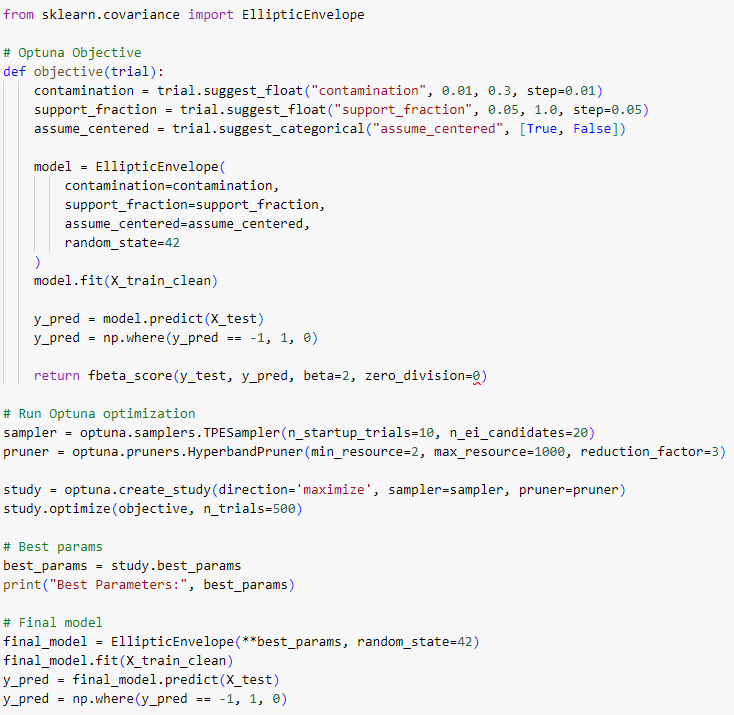 from sklearn.covariance import EllipticEnvelope

# Optuna Objective
def objective(trial):
    contamination = trial.suggest_float("contamination", 0.01, 0.3, step=0.01)
    support_fraction = trial.suggest_float("support_fraction", 0.05, 1.0, step=0.05)
    assume_centered = trial.suggest_categorical("assume_centered", [True, False])

    model = EllipticEnvelope(
        contamination=contamination,
        support_fraction=support_fraction,
        assume_centered=assume_centered,
        random_state=42
    )
    model.fit(X_train_clean)

    y_pred = model.predict(X_test)
    y_pred = np.where(y_pred == -1, 1, 0)

    return fbeta_score(y_test, y_pred, beta=2, zero_division=0)

# Run Optuna optimization
sampler = optuna.samplers.TPESampler(n_startup_trials=10, n_ei_candidates=20)
pruner = optuna.pruners.HyperbandPruner(min_resource=2, max_resource=1000, reduction_factor=3)

study = optuna.create_study(direction='maximize', sampler=sampler, pruner=pruner)
study.optimize(objective, n_trials=500)

# Best params
best_params = study.best_params
print("Best Parameters:", best_params)

# Final model
final_model = EllipticEnvelope(**best_params, random_state=42)
final_model.fit(X_train_clean)
y_pred = final_model.predict(X_test)
y_pred = np.where(y_pred == -1, 1, 0)